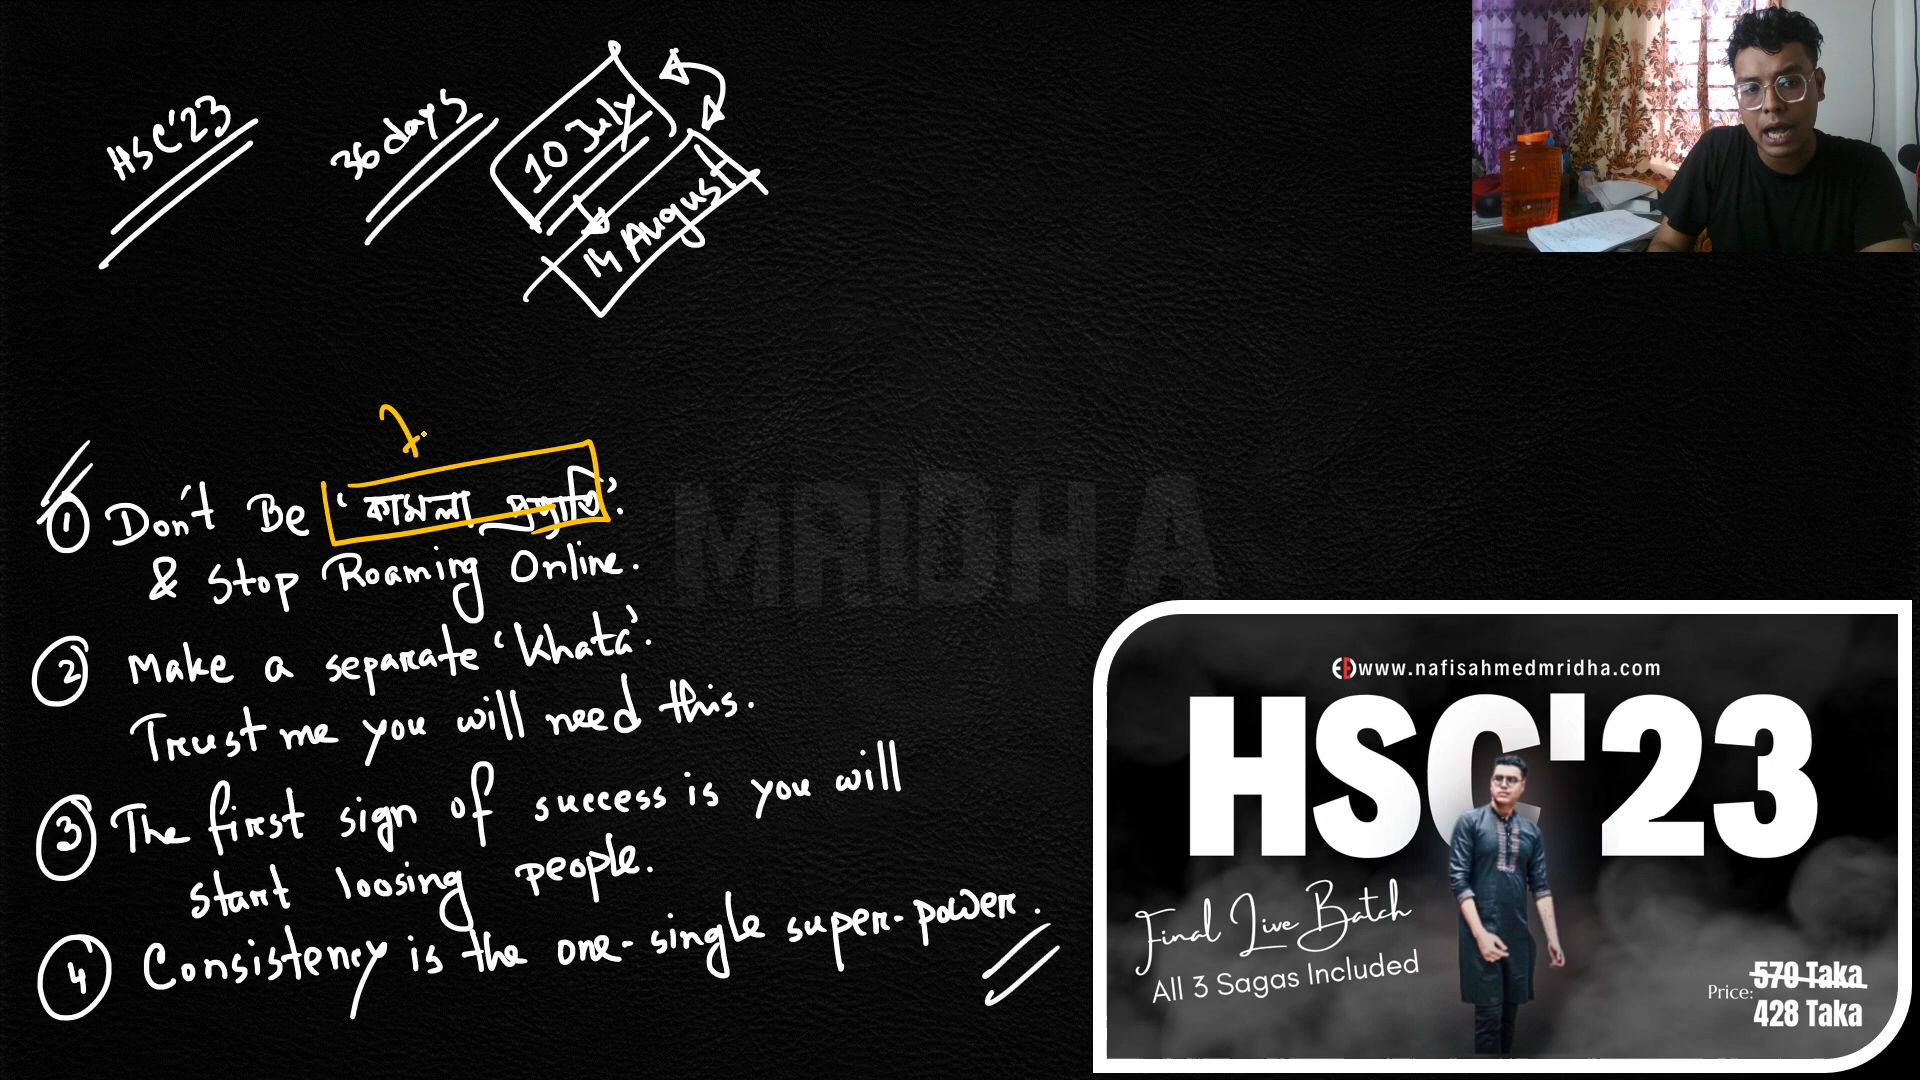 HSC'23
36 days
10 July
14 August
① Don't Be 'কামলা প্রজাতি'.
& Stop Roaming Online.
② Make a separate 'Khata'.
Trust me you will need this.
③ The first sign of success is you will
start loosing people.
④ Consistency is the one-single super-power.
MRIDHA
www.nafisahmedmridha.com
HSC'23
Final Live Batch
All 3 Sagas Included
570 Taka
Price: 428 Taka